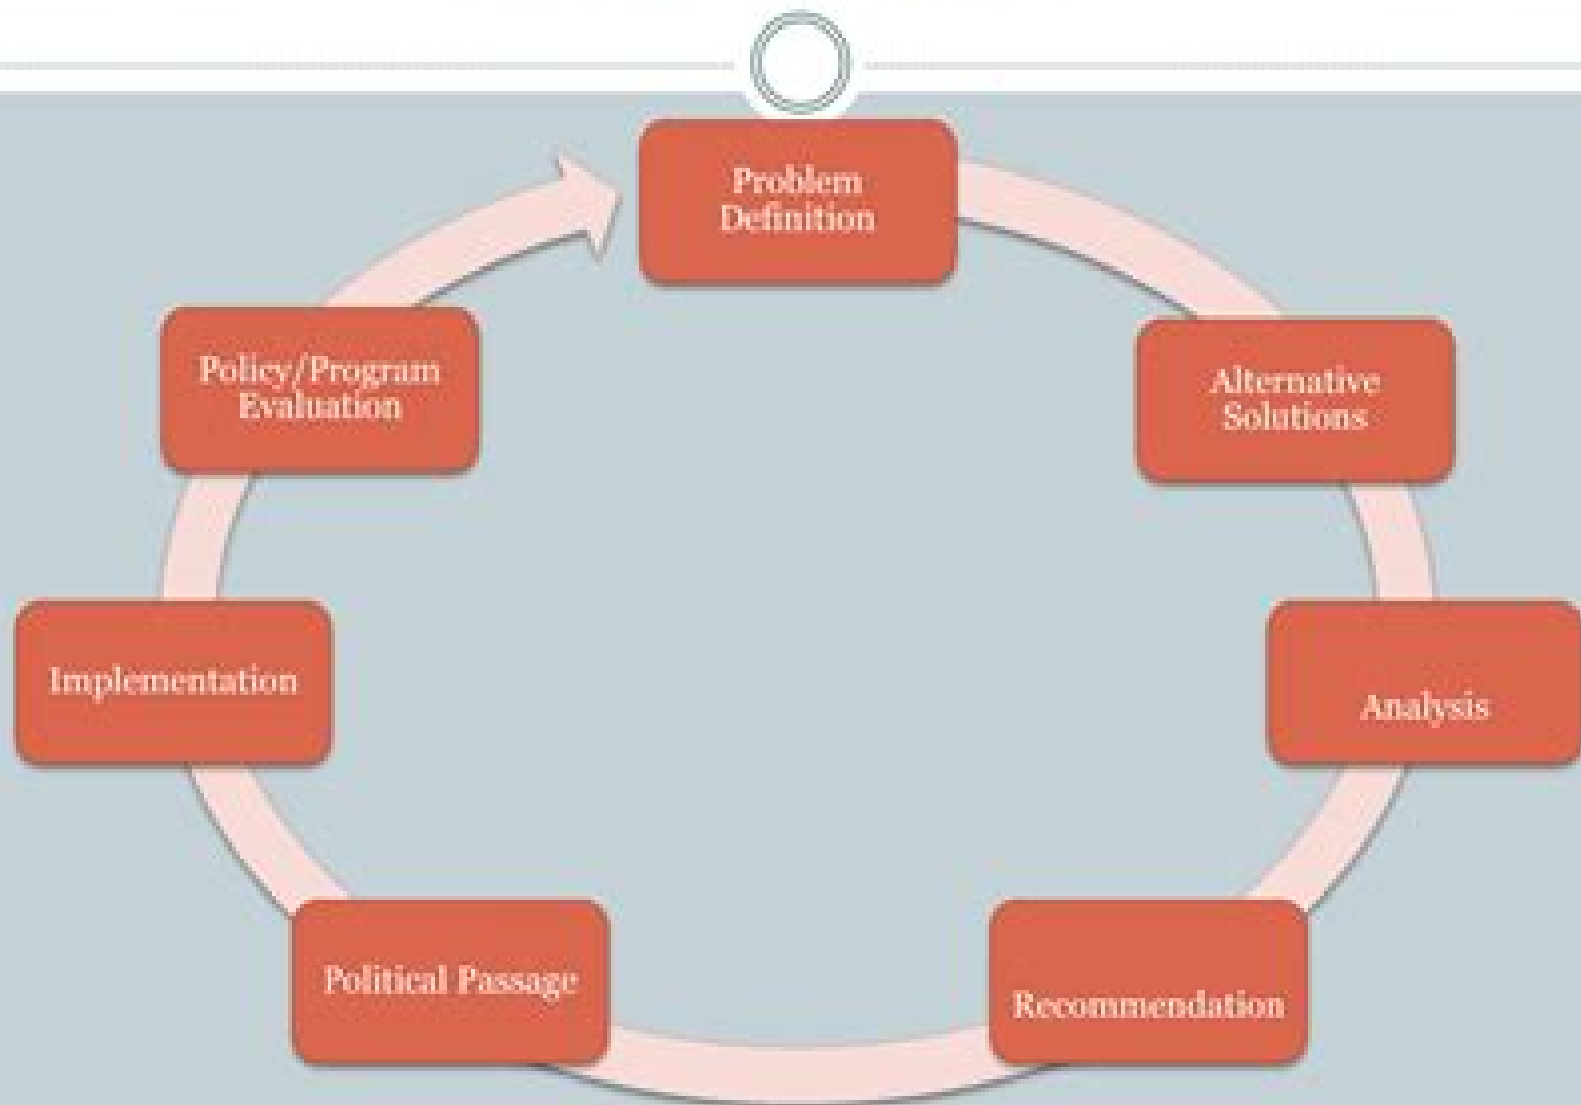 Problem
Definition
Alternative
Solutions
Analysis
Recommendation
Political Passage
Implementation
Policy/Program
Evaluation